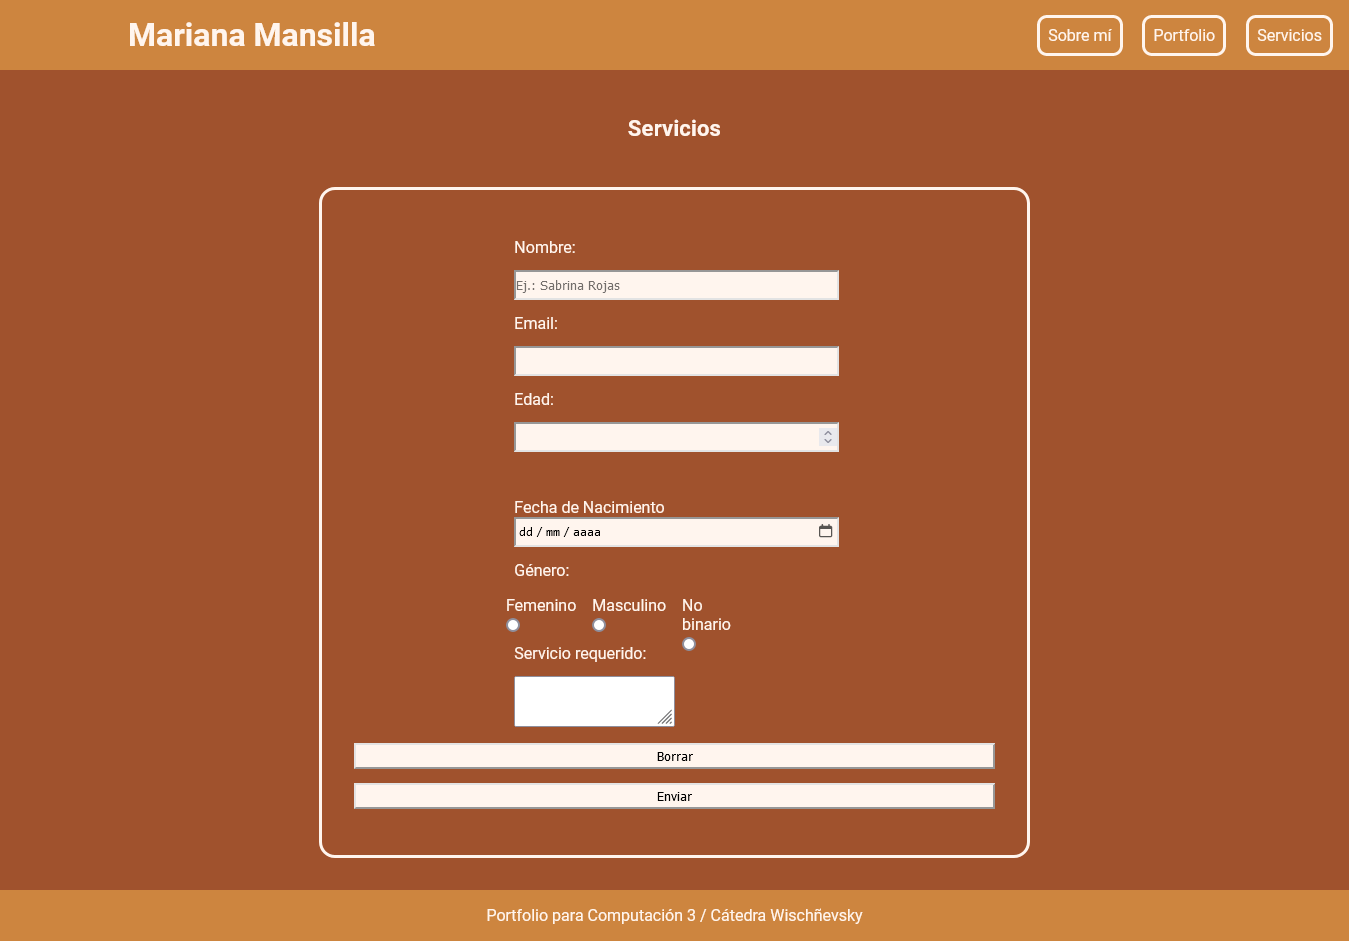 Mariana Mansilla
Sobre mí
Portfolio
Servicios
Servicios
Nombre:
Ej.: Sabrina Rojas
Email:
Edad:
Fecha de Nacimiento
dd / mm / aaaa
Género:
Femenino
Masculino
No
binario
Servicio requerido:
Borrar
Enviar
Portfolio para Computación 3 / Cátedra Wischñevsky